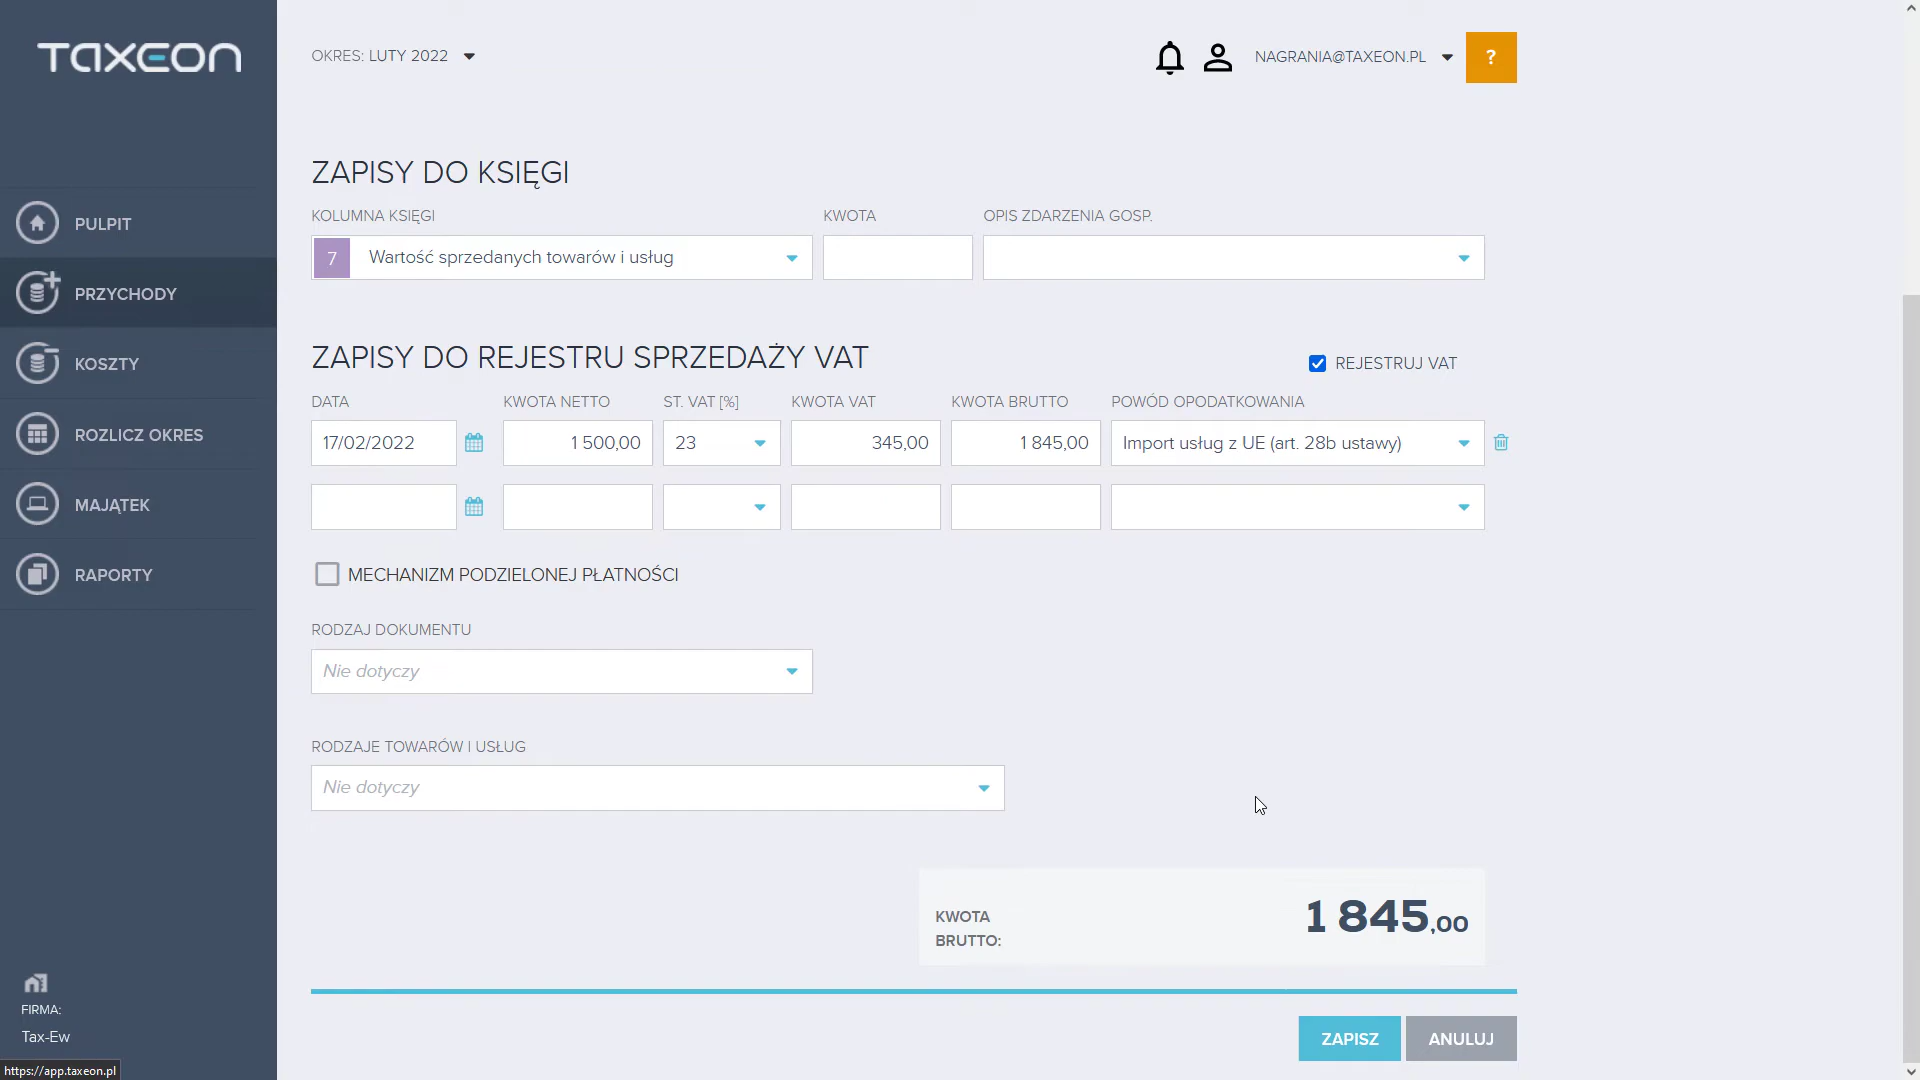 TAXEON
OKRES: LUTY 2022
NAGRANIA@TAXEON.PL
?
PULPIT
PRZYCHODY
KOSZTY
ROZLICZ OKRES
MAJĄTEK
RAPORTY
FIRMA:
Tax-Ew
https://app.taxeon.pl
ZAPISY DO KSIĘGI
KOLUMNA KSIĘGI KWOTA OPIS ZDARZENIA GOSP.
7 Wartość sprzedanych towarów i usług
ZAPISY DO REJESTRU SPRZEDAŻY VAT
REJESTRUJ VAT
DATA KWOTA NETTO ST. VAT [%] KWOTA VAT KWOTA BRUTTO POWÓD OPODATKOWANIA
17/02/2022 1 500,00 23 345,00 1 845,00 Import usług z UE (art. 28b ustawy)
MECHANIZM PODZIELONEJ PŁATNOŚCI
RODZAJ DOKUMENTU
Nie dotyczy
RODZAJE TOWARÓW I USŁUG
Nie dotyczy
KWOTA
BRUTTO:
1 845,00
ZAPISZ ANULUJ